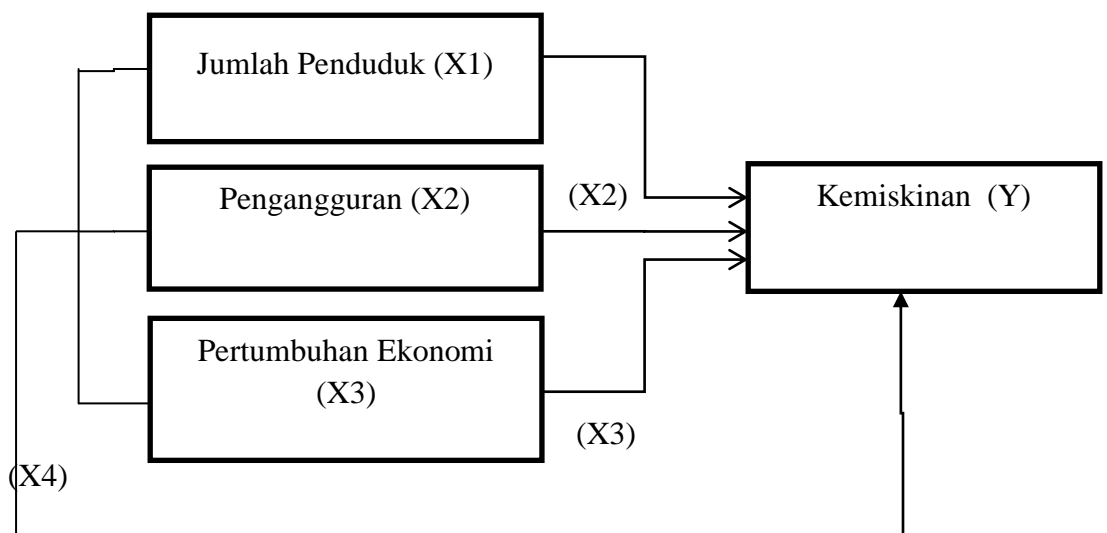 Jumlah Penduduk (X1)
Pengangguran (X2)
(X2)
Kemiskinan (Y)
Pertumbuhan Ekonomi
(X3)
(X3)
(X4)